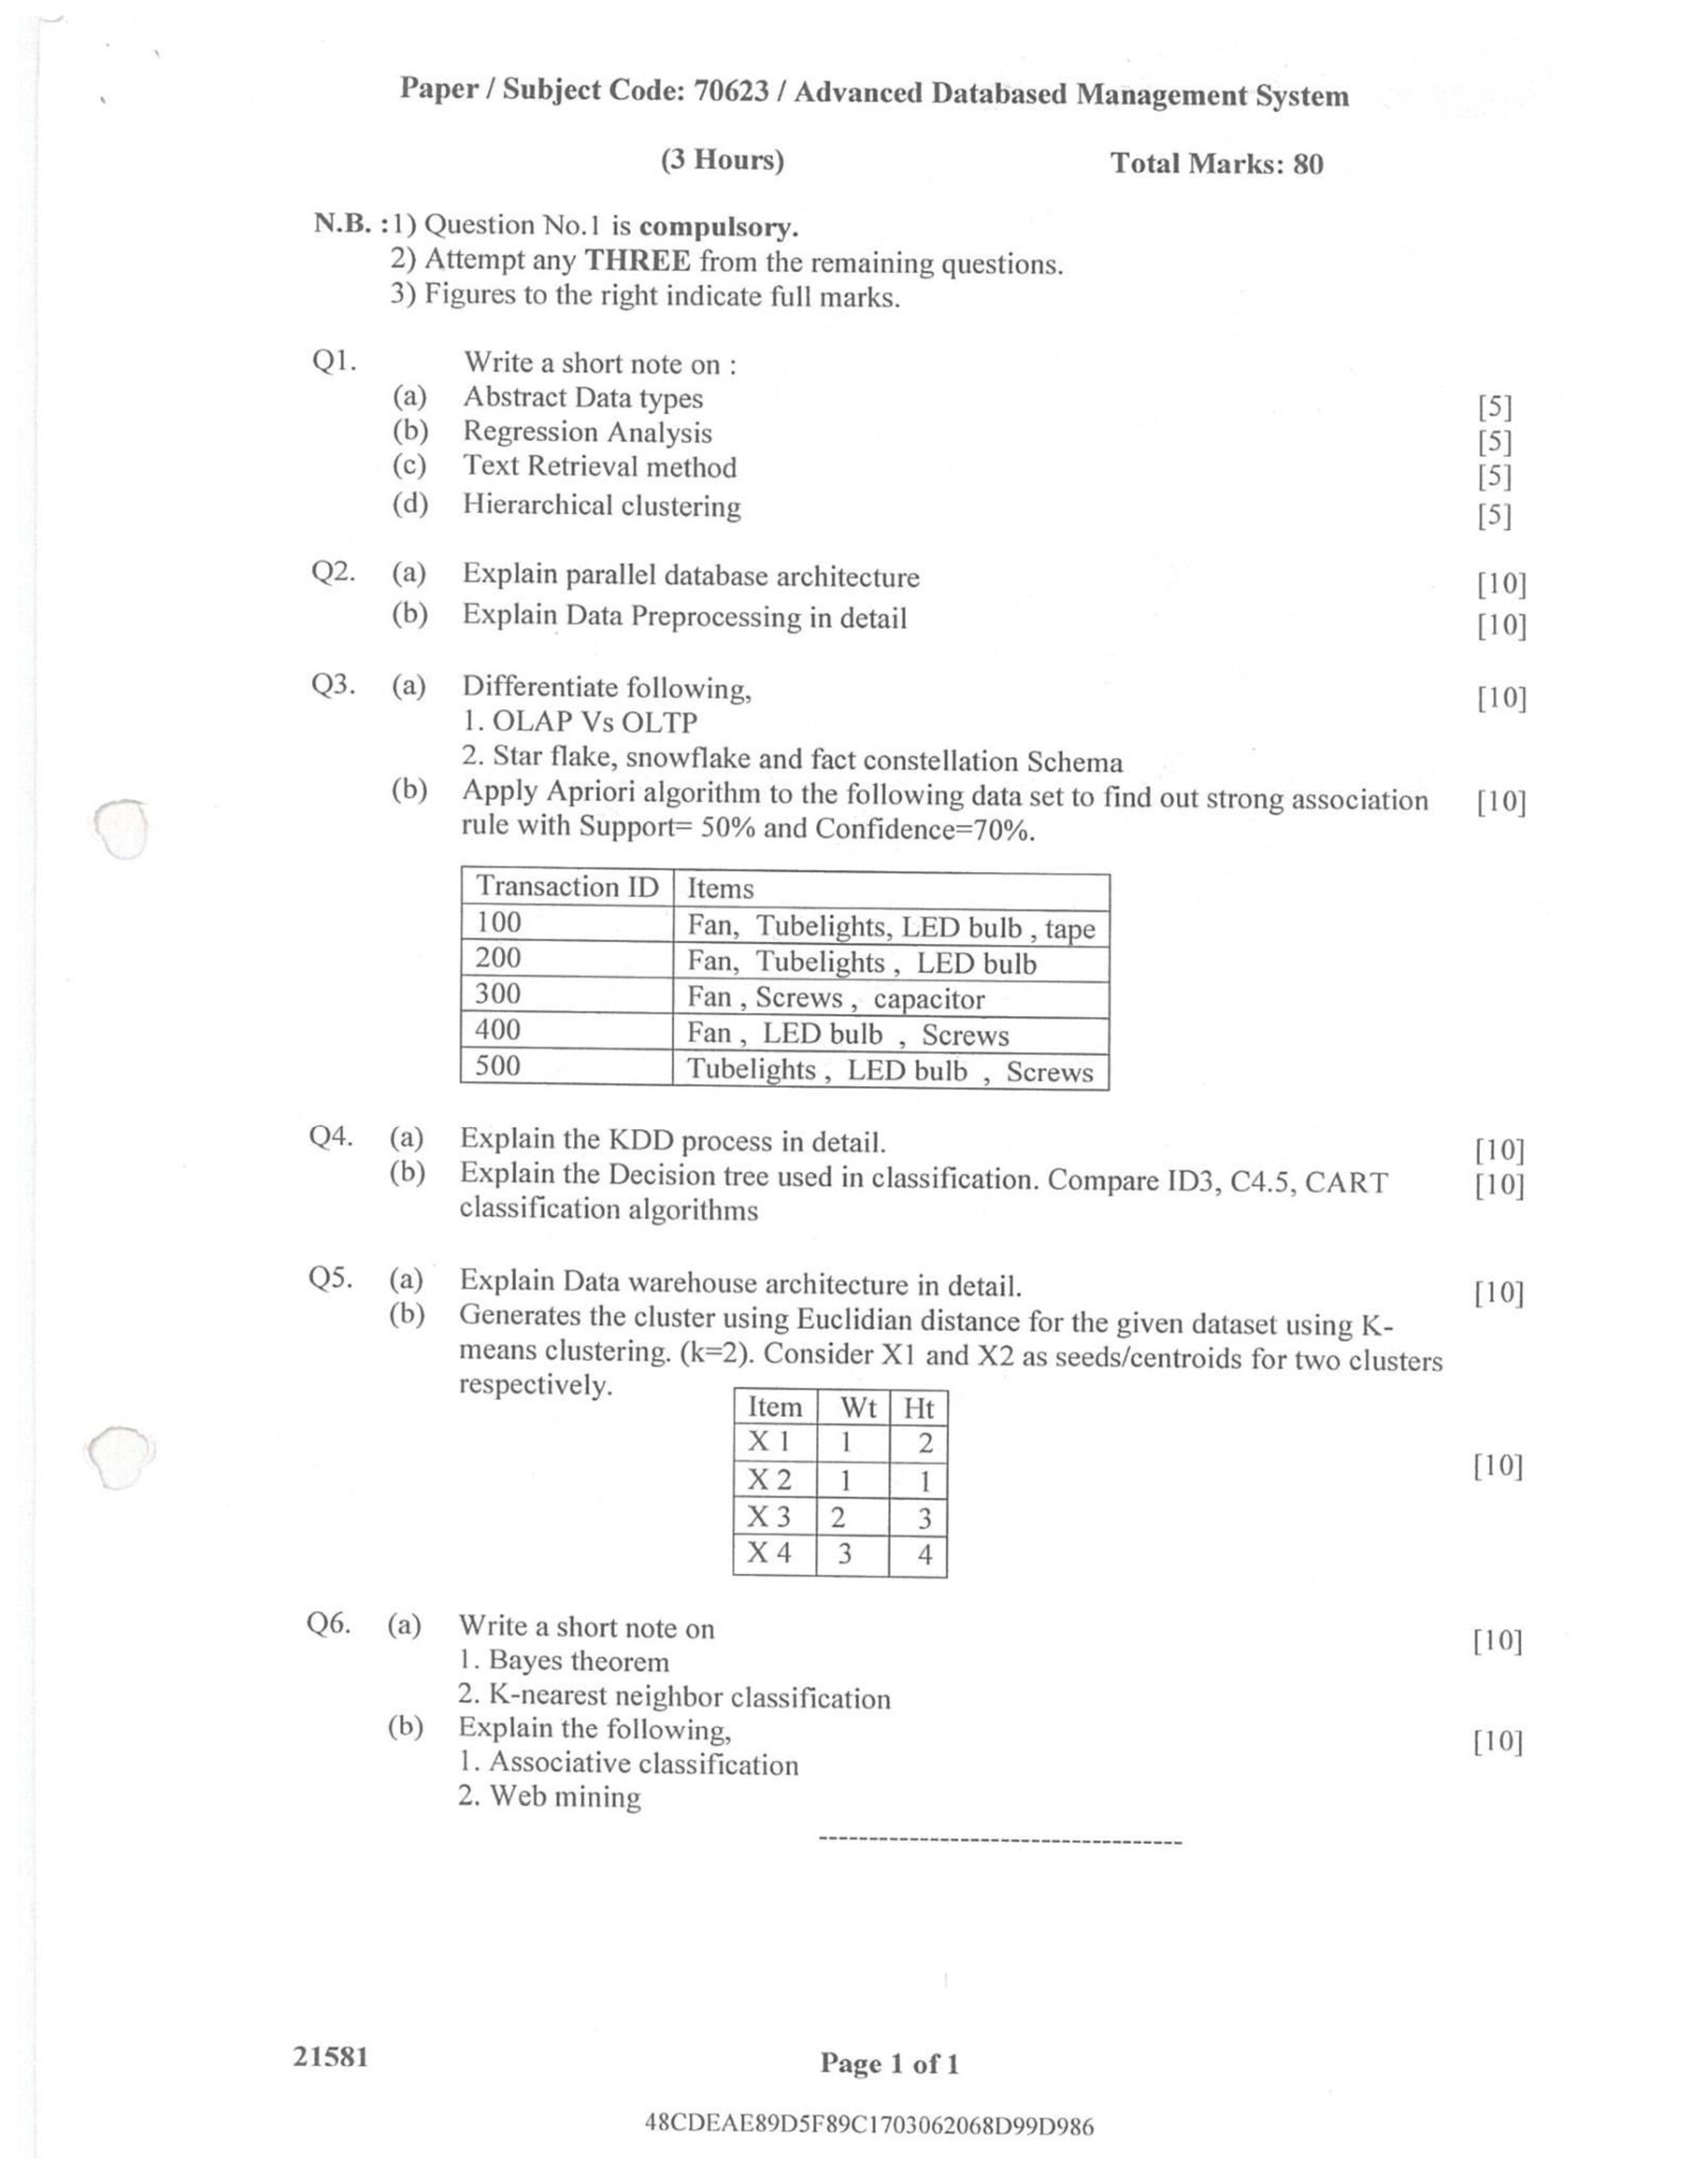 Paper / Subject Code: 70623 / Advanced Databased Management System
(3 Hours) Total Marks: 80
N.B. :1) Question No.1 is compulsory.
2) Attempt any THREE from the remaining questions.
3) Figures to the right indicate full marks.
Q1. Write a short note on :
(a) Abstract Data types [5]
(b) Regression Analysis [5]
(c) Text Retrieval method [5]
(d) Hierarchical clustering [5]
Q2. (a) Explain parallel database architecture [10]
(b) Explain Data Preprocessing in detail [10]
Q3. (a) Differentiate following, [10]
1. OLAP Vs OLTP
2. Star flake, snowflake and fact constellation Schema
(b) Apply Apriori algorithm to the following data set to find out strong association [10]
rule with Support= 50% and Confidence=70%.
Transaction ID Items
100 Fan, Tubelights, LED bulb , tape
200 Fan, Tubelights , LED bulb
300 Fan , Screws , capacitor
400 Fan , LED bulb , Screws
500 Tubelights , LED bulb , Screws
Q4. (a) Explain the KDD process in detail. [10]
(b) Explain the Decision tree used in classification. Compare ID3, C4.5, CART [10]
classification algorithms
Q5. (a) Explain Data warehouse architecture in detail. [10]
(b) Generates the cluster using Euclidian distance for the given dataset using K-
means clustering. (k=2). Consider X1 and X2 as seeds/centroids for two clusters
respectively.
Item Wt Ht
X 1 1 2
[10]
X 2 1 1
X 3 2 3
X 4 3 4
Q6. (a) Write a short note on [10]
1. Bayes theorem
2. K-nearest neighbor classification
(b) Explain the following, [10]
1. Associative classification
2. Web mining
------------------------------------
21581 Page 1 of 1
48CDEAE89D5F89C1703062068D99D986